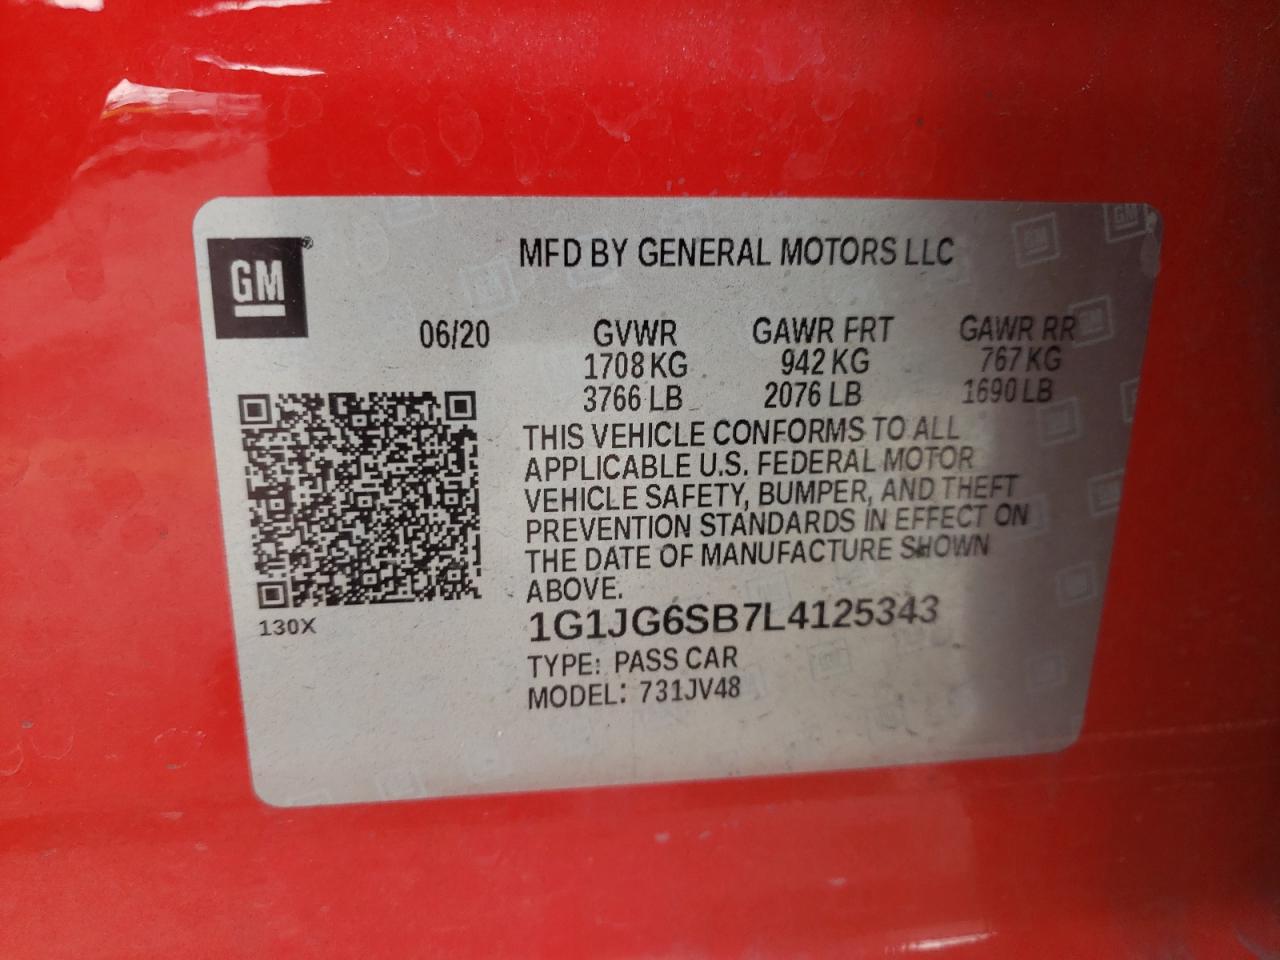 GM®
MFD BY GENERAL MOTORS LLC
06/20 GVWR GAWR FRT GAWR RR
1708 KG 942 KG 767 KG
3766 LB 2076 LB 1690 LB
THIS VEHICLE CONFORMS TO ALL
APPLICABLE U.S. FEDERAL MOTOR
VEHICLE SAFETY, BUMPER, AND THEFT
PREVENTION STANDARDS IN EFFECT ON
THE DATE OF MANUFACTURE SHOWN
ABOVE.
130X
1G1JG6SB7L4125343
TYPE: PASS CAR
MODEL: 731JV48